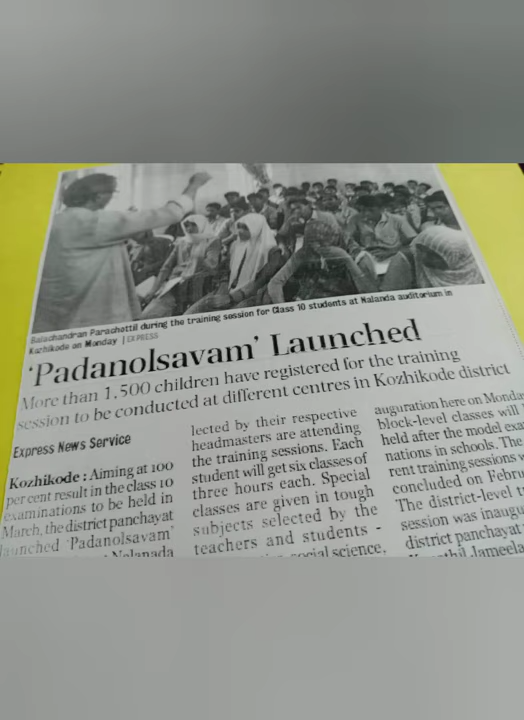 Balachandran Parachottil during the training session for Class 10 students at Nalanda auditorium in
Kozhikode on Monday | EXPRESS
'Padanolsavam' Launched
More than 1,500 children have registered for the training
session to be conducted at different centres in Kozhikode district
Express News Service
Kozhikode : Aiming at 100
per cent result in the class 10
examinations to be held in
March, the district panchayat
launched 'Padanolsavam'
Nalanada
lected by their respective
headmasters are attending
the training sessions. Each
student will get six classes of
three hours each. Special
classes are given in tough
subjects selected by the
teachers and students -
social science,
auguration here on Monda
block-level classes will
held after the model exa
nations in schools. The
rent training sessions w
concluded on Febru
The district-level t
session was inaugu
district panchayat
Jameela